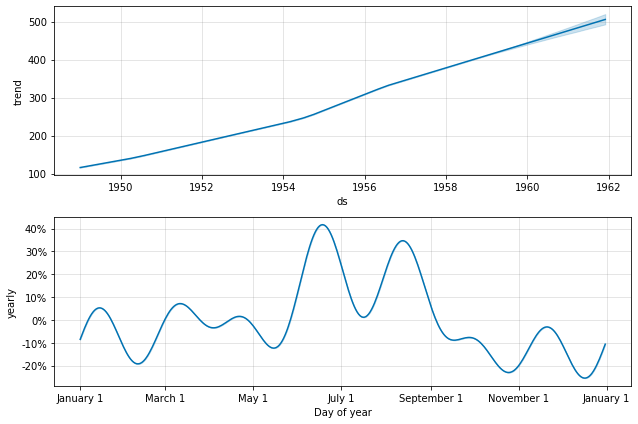 500
400
300
200
100
trend
1950 1952 1954 1956 1958 1960 1962
ds
40%
30%
20%
10%
0%
-10%
-20%
yearly
January 1 March 1 May 1 July 1 September 1 November 1 January 1
Day of year